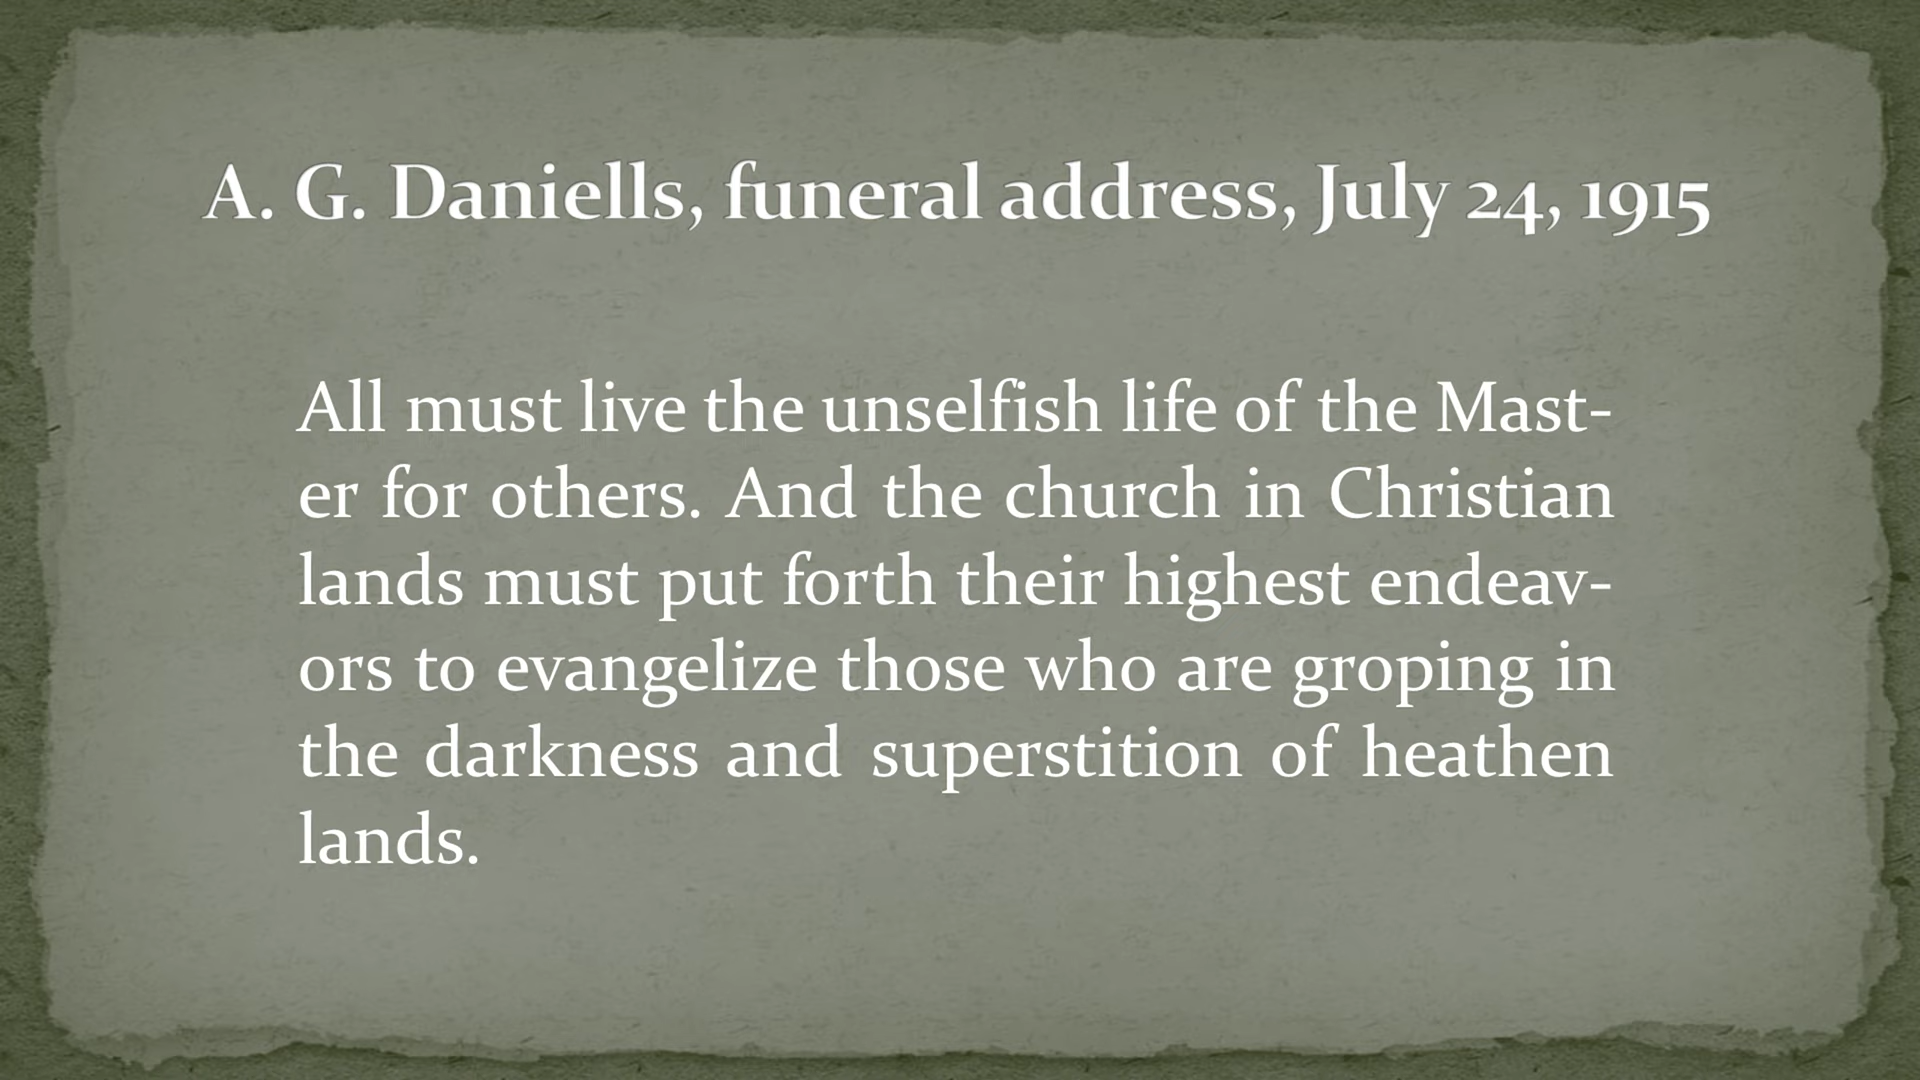 A. G. Daniells, funeral address, July 24, 1915
All must live the unselfish life of the Mast-
er for others. And the church in Christian
lands must put forth their highest endeav-
ors to evangelize those who are groping in
the darkness and superstition of heathen
lands.